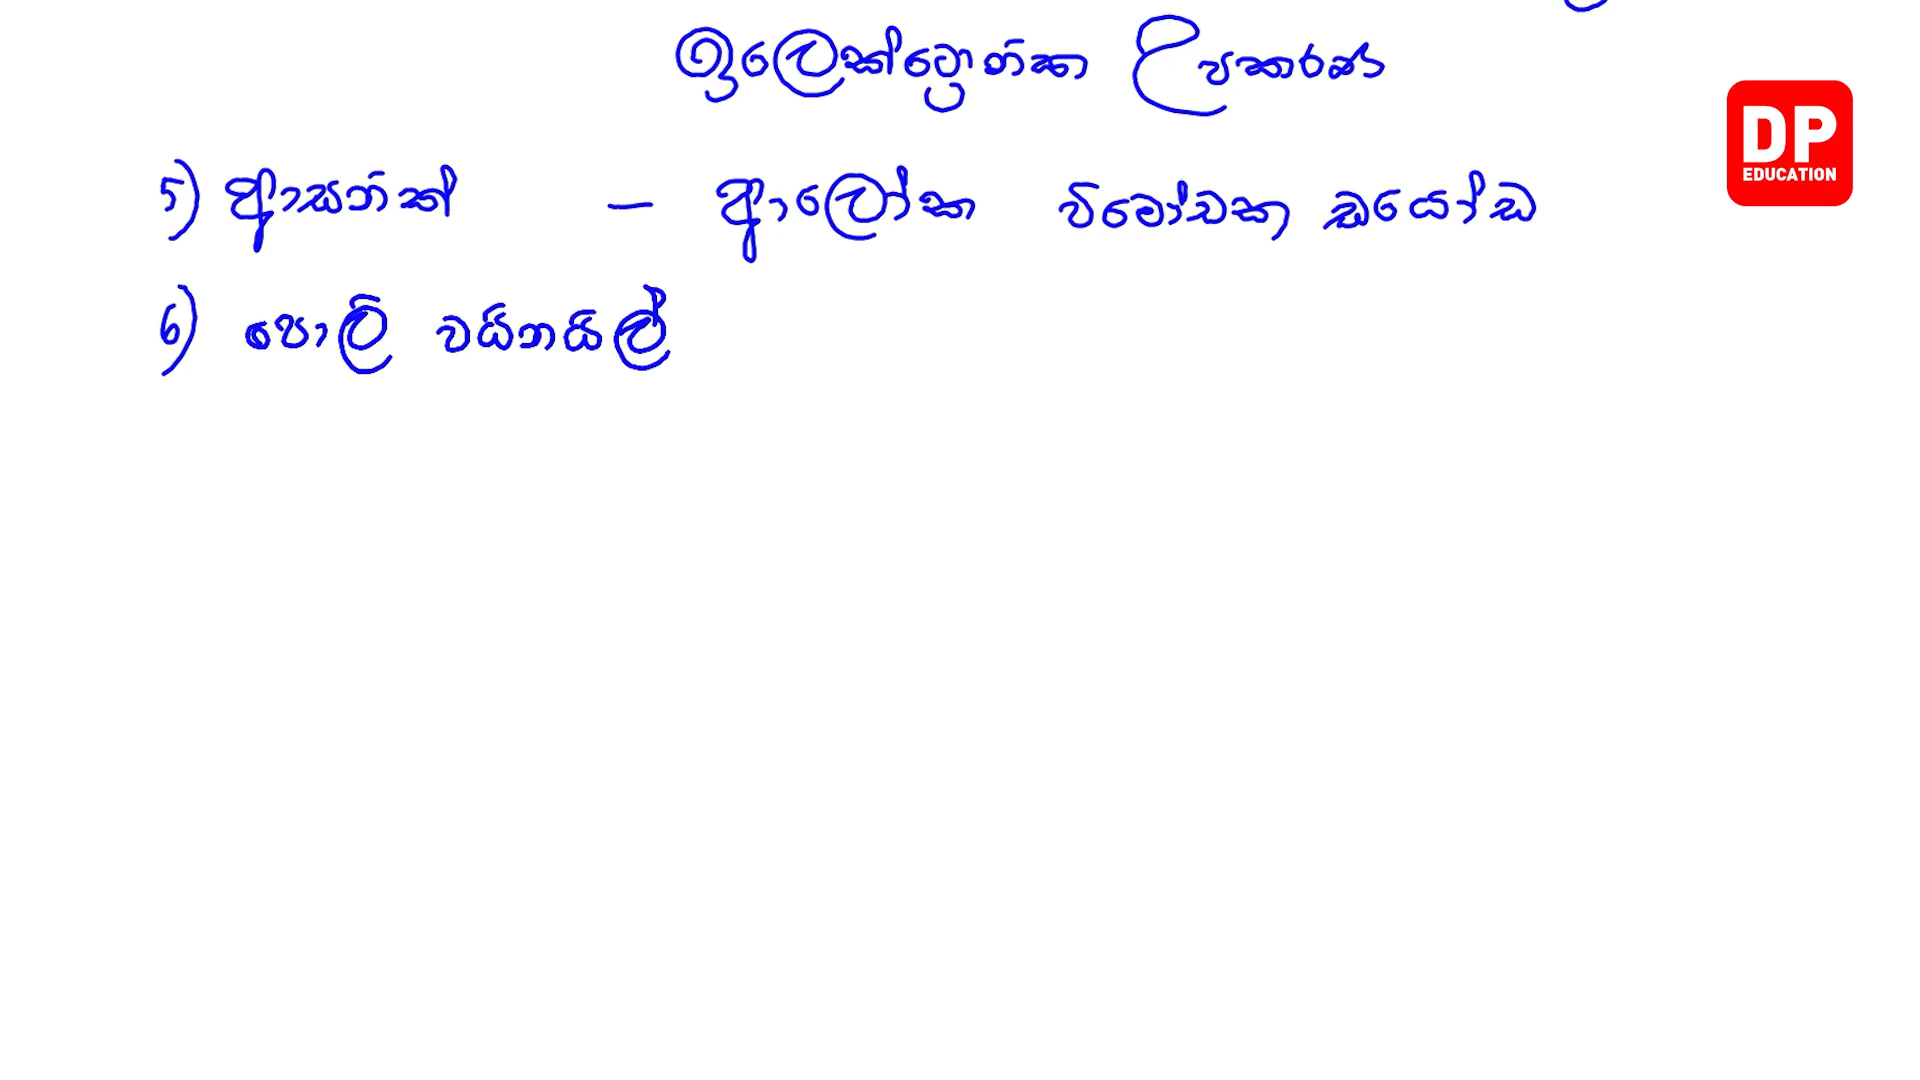 ඉලෙක්ට්‍රොනික උපකරණ
DP
EDUCATION
5) ආසනික් – ආලෝක විමෝචක ඩයෝඩ
6) පොලි වයිනයිල්